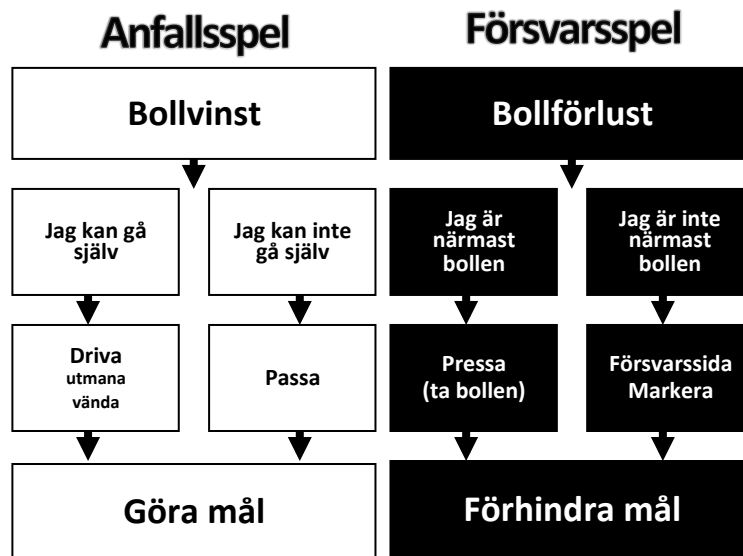 Anfallsspel
Försvarsspel
Bollvinst
Bollförlust
Jag kan gå
själv
Jag kan inte
gå själv
Jag är
närmast
bollen
Jag är inte
närmast
bollen
Driva
utmana
vända
Passa
Pressa
(ta bollen)
Försvarssida
Markera
Göra mål
Förhindra mål